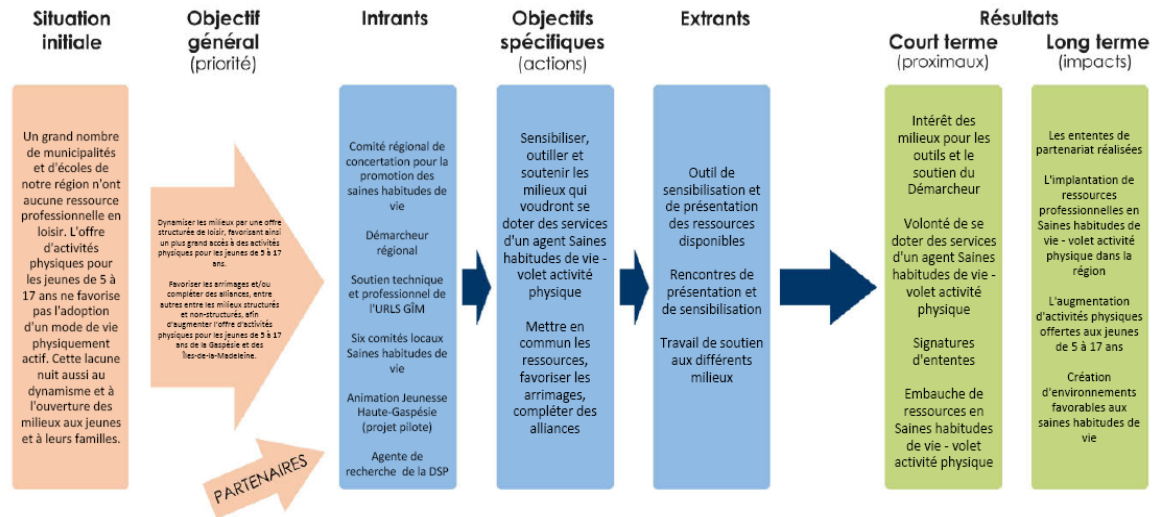 Situation
initiale
Un grand nombre
de municipalités
et d'écoles de
notre région n'ont
aucune ressource
professionnelle en
loisir. L'offre
d'activités
physiques pour
les jeunes de 5 à
17 ans ne favorise
pas l'adoption
d'un mode de vie
physiquement
actif. Cette lacune
nuit aussi au
dynamisme et à
l'ouverture des
milieux aux jeunes
et à leurs familles.
Objectif
général
(priorité)
Dynamiser les milieux par une offre
structurée de loisir, favorisant ainsi
un plus grand accès à des activités
physiques pour les jeunes de 5 à 17
ans.
Favoriser les arrimages et/ou
compléter des alliances, entre
autres entre les milieux structurés
et non-structurés, afin
d'augmenter l'offre d'activités
physiques pour les jeunes de 5 à 17
ans de la Gaspésie et des
Îles-de-la-Madeleine.
PARTENAIRES
Intrants
Comité régional de
concertation pour la
promotion des
saines habitudes de
vie
Démarcheur
régional
Soutien technique
et professionnel de
l'URLS GÎM
Six comités locaux
Saines habitudes de
vie
Animation Jeunesse
Haute-Gaspésie
(projet pilote)
Agente de
recherche de la DSP
Objectifs
spécifiques
(actions)
Sensibiliser,
outiller et
soutenir les
milieux qui
voudront se
doter des services
d'un agent Saines
habitudes de vie -
volet activité
physique
Mettre en
commun les
ressources,
favoriser les
arrimages,
compléter des
alliances
Extrants
Outil de
sensibilisation et
de présentation
des ressources
disponibles
Rencontres de
présentation et
de sensibilisation
Travail de soutien
aux différents
milieux
Résultats
Court terme
(proximaux)
Intérêt des
milieux pour les
outils et le
soutien du
Démarcheur
Volonté de se
doter des services
d'un agent Saines
habitudes de vie -
volet activité
physique
Signatures
d'ententes
Embauche de
ressources en
Saines habitudes
de vie - volet
activité physique
Long terme
(impacts)
Les ententes de
partenariat réalisées
L'implantation de
ressources
professionnelles en
Saines habitudes de
vie - volet activité
physique dans la
région
L'augmentation
d'activités physiques
offertes aux jeunes
de 5 à 17 ans
Création
d'environnements
favorables aux
saines habitudes de
vie